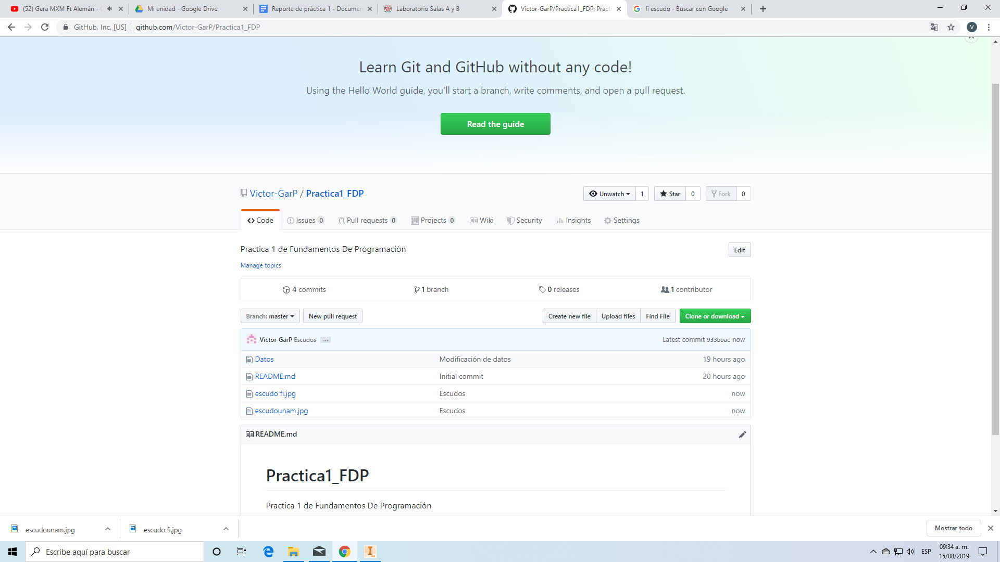 (52) Gera MXM Ft Alemán -
Mi unidad - Google Drive
Reporte de práctica 1 - Documen
Laboratorio Salas A y B
Victor-GarP/Practica1_FDP: Pract
fi escudo - Buscar con Google
GitHub, Inc. [US]
github.com/Victor-GarP/Practica1_FDP
V
Learn Git and GitHub without any code!
Using the Hello World guide, you’ll start a branch, write comments, and open a pull request.
Read the guide
Victor-GarP / Practica1_FDP
Unwatch 1
Star 0
Fork 0
Code
Issues 0
Pull requests 0
Projects 0
Wiki
Security
Insights
Settings
Practica 1 de Fundamentos De Programación
Edit
Manage topics
4 commits
1 branch
0 releases
1 contributor
Branch: master
New pull request
Create new file
Upload files
Find File
Clone or download
Victor-GarP Escudos ...
Latest commit 933bbac now
Datos Modificación de datos 19 hours ago
README.md Initial commit 20 hours ago
escudo fi.jpg Escudos now
escudounam.jpg Escudos now
README.md
Practica1_FDP
Practica 1 de Fundamentos De Programación
escudounam.jpg
escudo fi.jpg
Mostrar todo
Escribe aquí para buscar
ESP
09:34 a. m.
15/08/2019